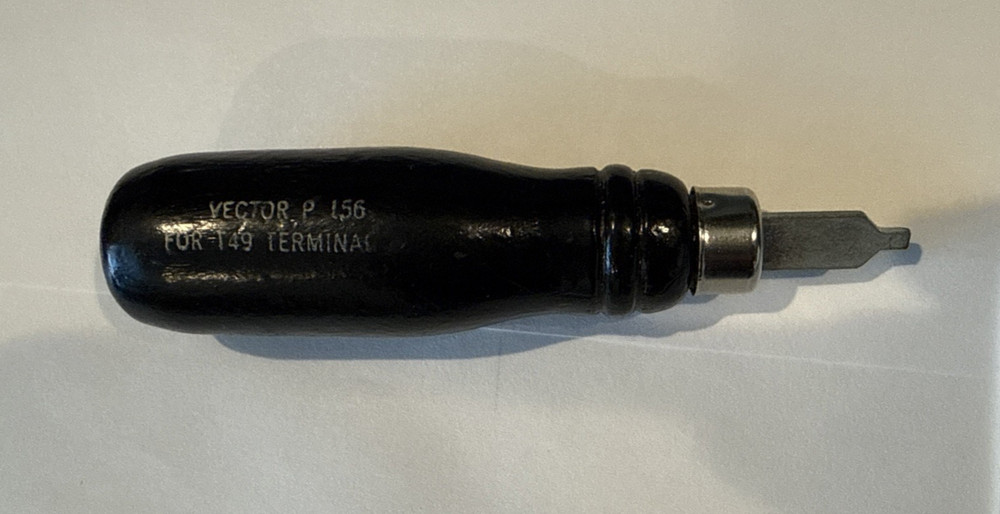 VECTOR P 156
FOR T49 TERMINAL